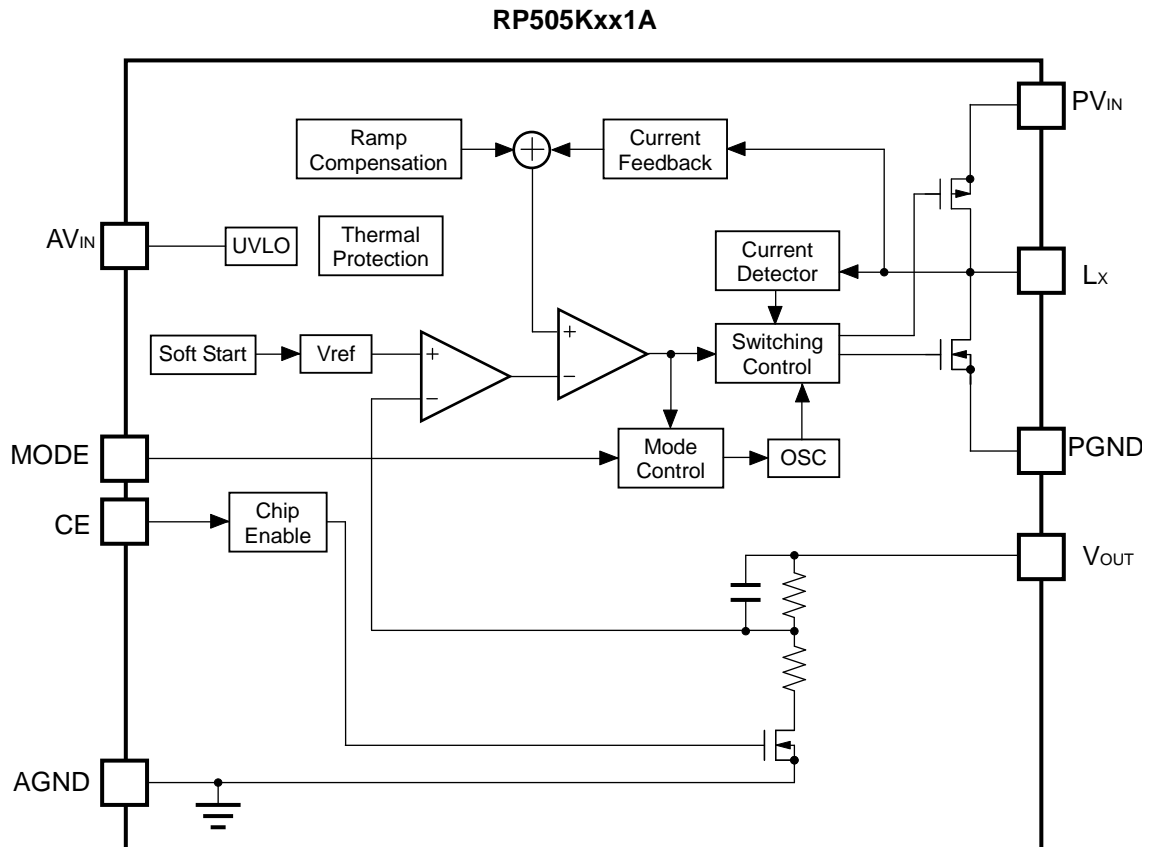 RP505Kxx1A
PVIN
Ramp
Compensation
+
Current
Feedback
AVIN
UVLO
Thermal
Protection
Current
Detector
LX
Soft Start
Vref
+
−
+
−
Switching
Control
MODE
Mode
Control
OSC
PGND
CE
Chip
Enable
VOUT
AGND